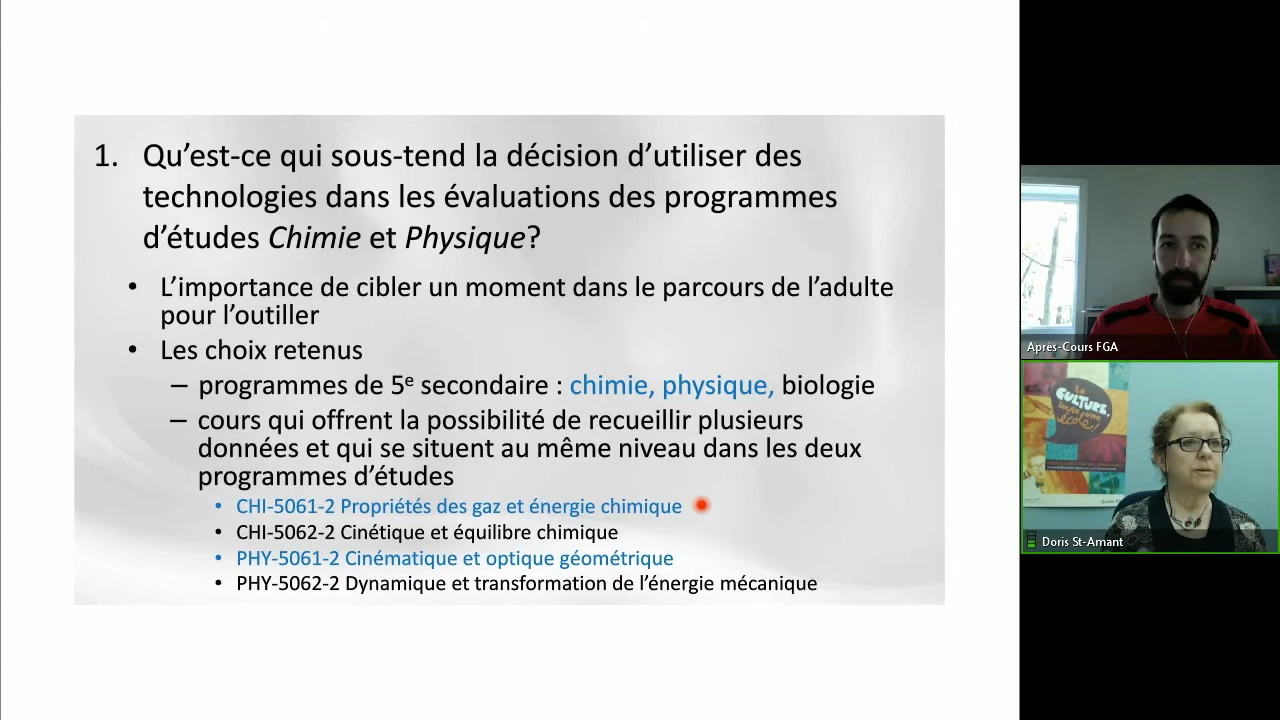 1. Qu’est-ce qui sous-tend la décision d’utiliser des
technologies dans les évaluations des programmes
d’études Chimie et Physique?
• L’importance de cibler un moment dans le parcours de l’adulte
pour l’outiller
• Les choix retenus
– programmes de 5e secondaire : chimie, physique, biologie
– cours qui offrent la possibilité de recueillir plusieurs
données et qui se situent au même niveau dans les deux
programmes d’études
• CHI-5061-2 Propriétés des gaz et énergie chimique
• CHI-5062-2 Cinétique et équilibre chimique
• PHY-5061-2 Cinématique et optique géométrique
• PHY-5062-2 Dynamique et transformation de l’énergie mécanique
Après-Cours FGA
La
CULTURE,
école!
Doris St-Amant